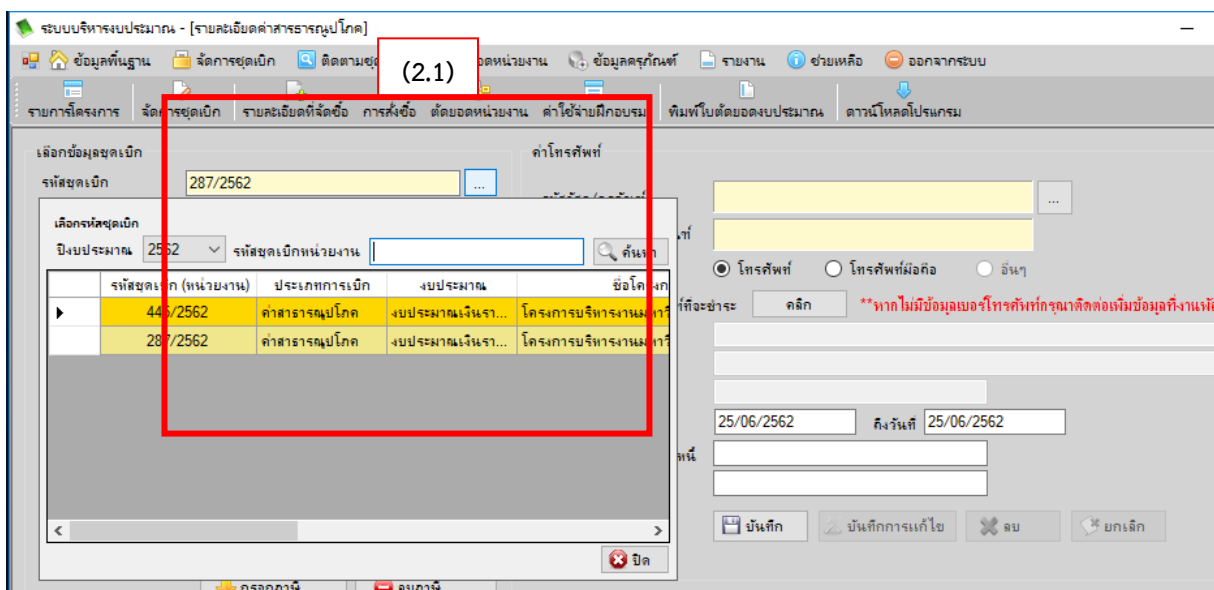 ระบบบริหารงบประมาณ - [รายละเอียดค่าสาธารณูปโภค]
ข้อมูลพื้นฐาน จัดการชุดเบิก ติดตามชุด (2.1) อดหน่วยงาน ข้อมูลครุภัณฑ์ รายงาน ช่วยเหลือ ออกจากระบบ
รายการโครงการ จัดการชุดเบิก รายละเอียดที่จัดซื้อ การสั่งซื้อ ตัดยอดหน่วยงาน ค่าใช้จ่ายฝึกอบรม พิมพ์ใบตัดยอดงบประมาณ ดาวน์โหลดโปรแกรม
เลือกข้อมูลชุดเบิก ค่าโทรศัพท์
รหัสชุดเบิก 287/2562 ... ...
เลือกรหัสชุดเบิก
ปีงบประมาณ 2562 รหัสชุดเบิกหน่วยงาน ค้นหา
โทรศัพท์ โทรศัพท์มือถือ อื่นๆ
รหัสชุดเบิก (หน่วยงาน) ประเภทการเบิก งบประมาณ ชื่อโครงก
ที่จะชำระ คลิก **หากไม่มีข้อมูลเบอร์โทรศัพท์กรุณาติดต่อเพิ่มข้อมูลที่งานพัส
445/2562 ค่าสาธารณูปโภค งบประมาณเงินรา... โครงการบริหารงานมหาวิ
287/2562 ค่าสาธารณูปโภค งบประมาณเงินรา... โครงการบริหารงานมหาวิ
25/06/2562 ถึงวันที่ 25/06/2562
หนี้
บันทึก บันทึกการแก้ไข ลบ ยกเลิก
ปิด
กรอกภาษี ลบภาษี